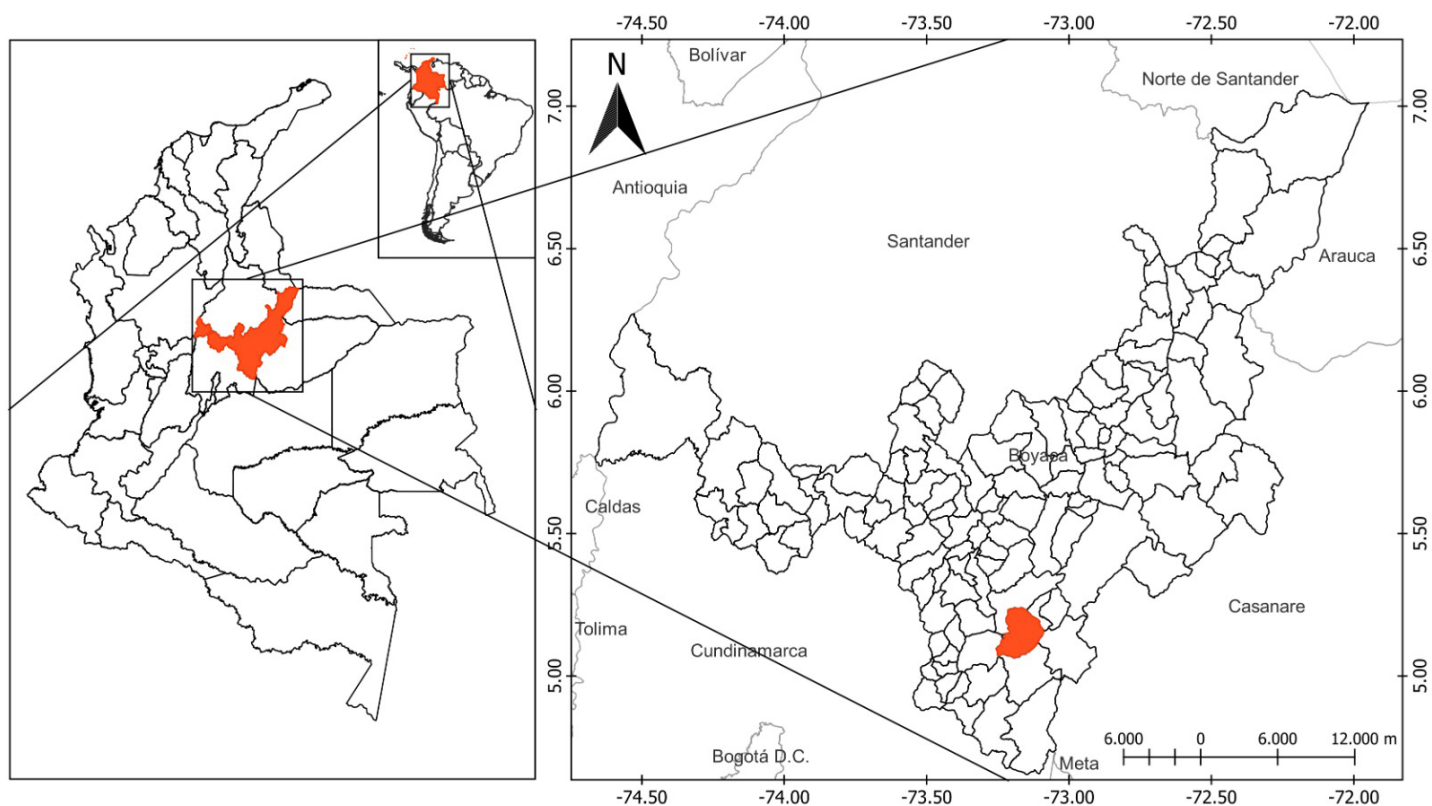 -74.50 -74.00 -73.50 -73.00 -72.50 -72.00
Bolívar
N
Norte de Santander
7.00 7.00
Antioquia
Santander
6.50 Arauca 6.50
6.00 6.00
Boyasá
Caldas
5.50 5.50
Casanare
Tolima
Cundinamarca
5.00 5.00
6.000 0 6.000 12.000 m
Bogotá D.C.
Meta
-74.50 -74.00 -73.50 -73.00 -72.50 -72.00